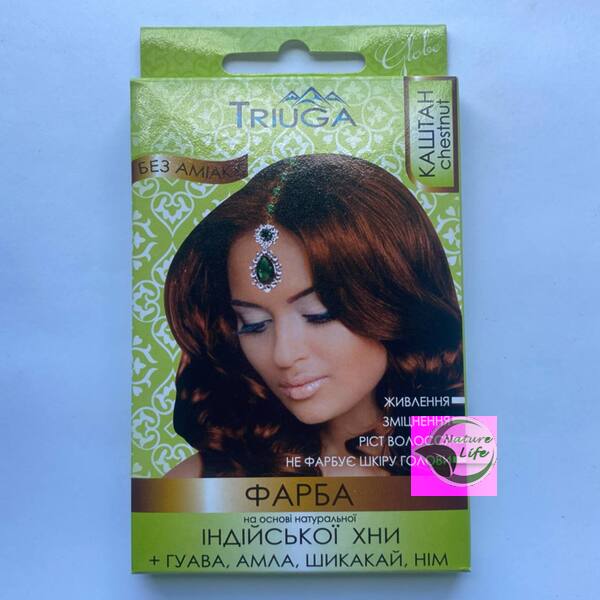 Globe
TRIUGA
КАШТАН
chestnut
БЕЗ АМІАКУ
ЖИВЛЕННЯ
ЗМІЦНЕННЯ
РІСТ ВОЛОССЯ
НЕ ФАРБУЄ ШКІРУ ГОЛОВИ
Nature
Life
ФАРБА
на основі натуральної
ІНДІЙСЬКОЇ ХНИ
+ ГУАВА, АМЛА, ШИКАКАЙ, НІМ